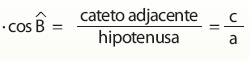 · cos B̂ = cateto adjacente / hipotenusa = c / a